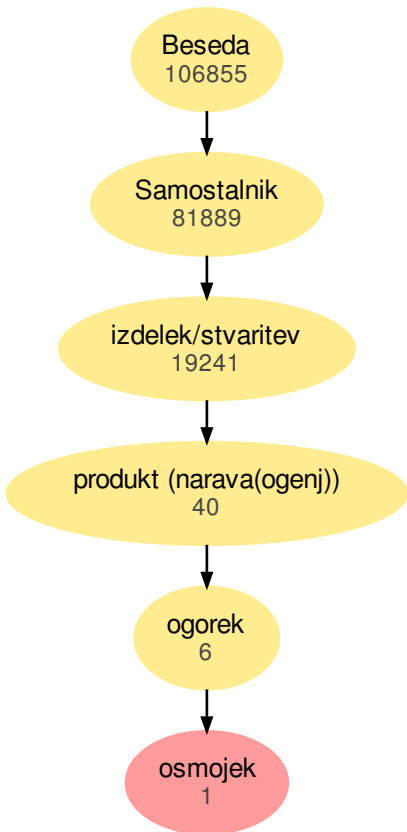 Beseda
106855
Samostalnik
81889
izdelek/stvaritev
19241
produkt (narava(ogenj))
40
ogorek
6
osmojek
1